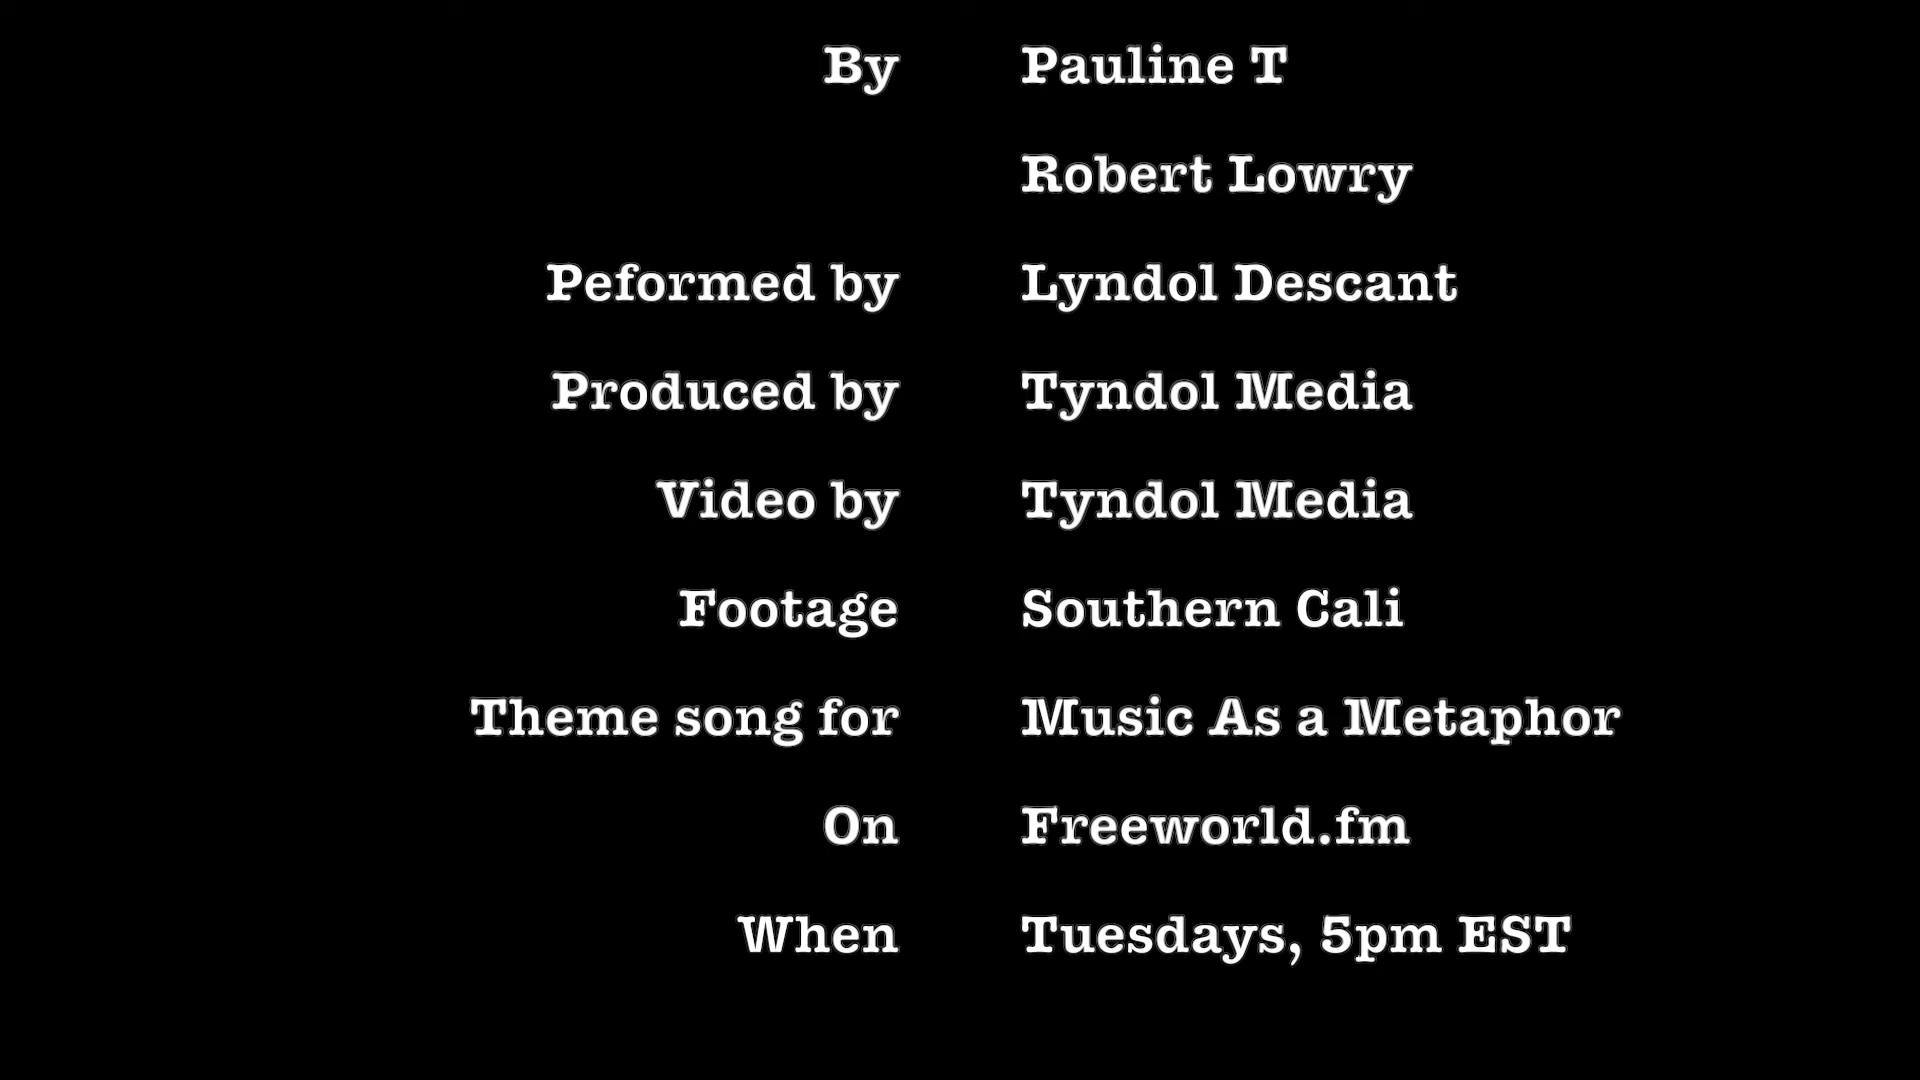 By Pauline T
Robert Lowry
Peformed by Lyndol Descant
Produced by Tyndol Media
Video by Tyndol Media
Footage Southern Cali
Theme song for Music As a Metaphor
On Freeworld.fm
When Tuesdays, 5pm EST